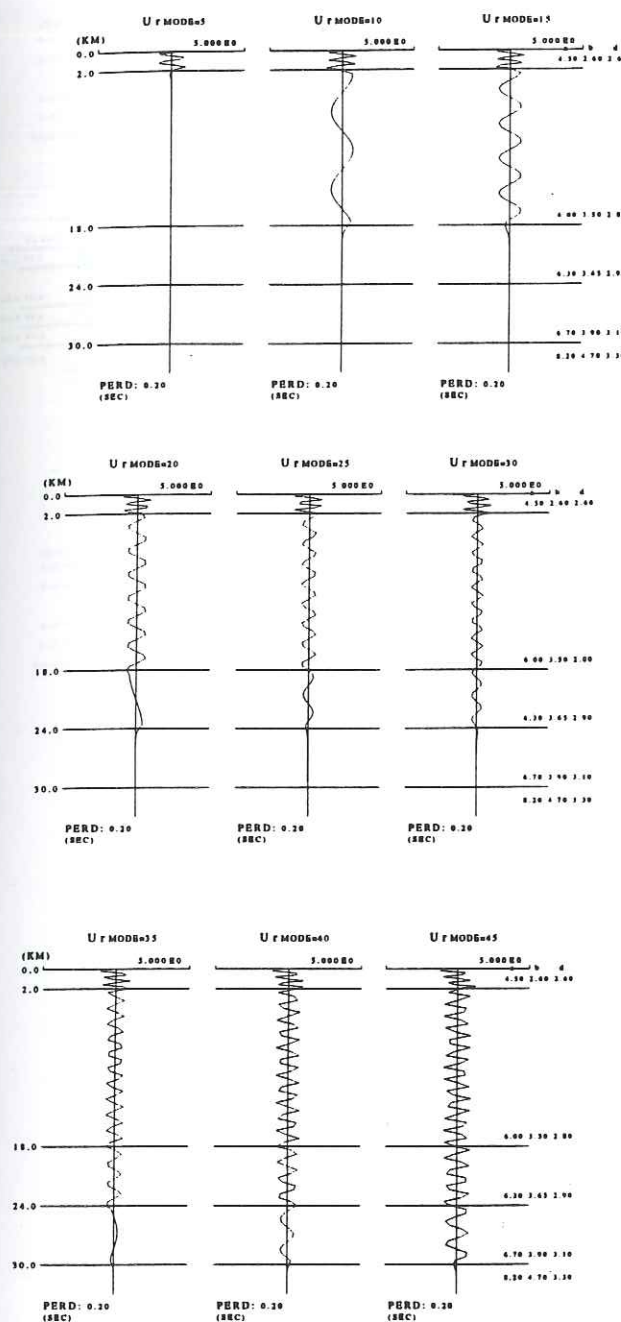 U r MODE=5 U r MODE=10 U r MODE=15
(KM) 5.000E0 5.000E0 5.000E0
0.0 b d
4.50 2.60 2.6
2.0
18.0 6.00 3.50 2.8
24.0 6.30 3.65 2.9
30.0 6.70 3.90 3.1
8.20 4.70 3.3
PERD: 0.20 PERD: 0.20 PERD: 0.20
(SEC) (SEC) (SEC)
U r MODE=20 U r MODE=25 U r MODE=30
(KM) 5.000E0 5.000E0 5.000E0
0.0 b d
4.50 2.60 2.60
2.0
18.0 6.00 3.50 2.80
24.0 6.30 3.65 2.90
30.0 6.70 3.90 3.10
8.20 4.70 3.30
PERD: 0.20 PERD: 0.20 PERD: 0.20
(SEC) (SEC) (SEC)
U r MODE=35 U r MODE=40 U r MODE=45
(KM) 5.000E0 5.000E0 5.000E0
0.0 b d
4.50 2.60 2.60
2.0
18.0 6.00 3.50 2.80
24.0 6.30 3.65 2.90
30.0 6.70 3.90 3.10
8.20 4.70 3.30
PERD: 0.20 PERD: 0.20 PERD: 0.20
(SEC) (SEC) (SEC)